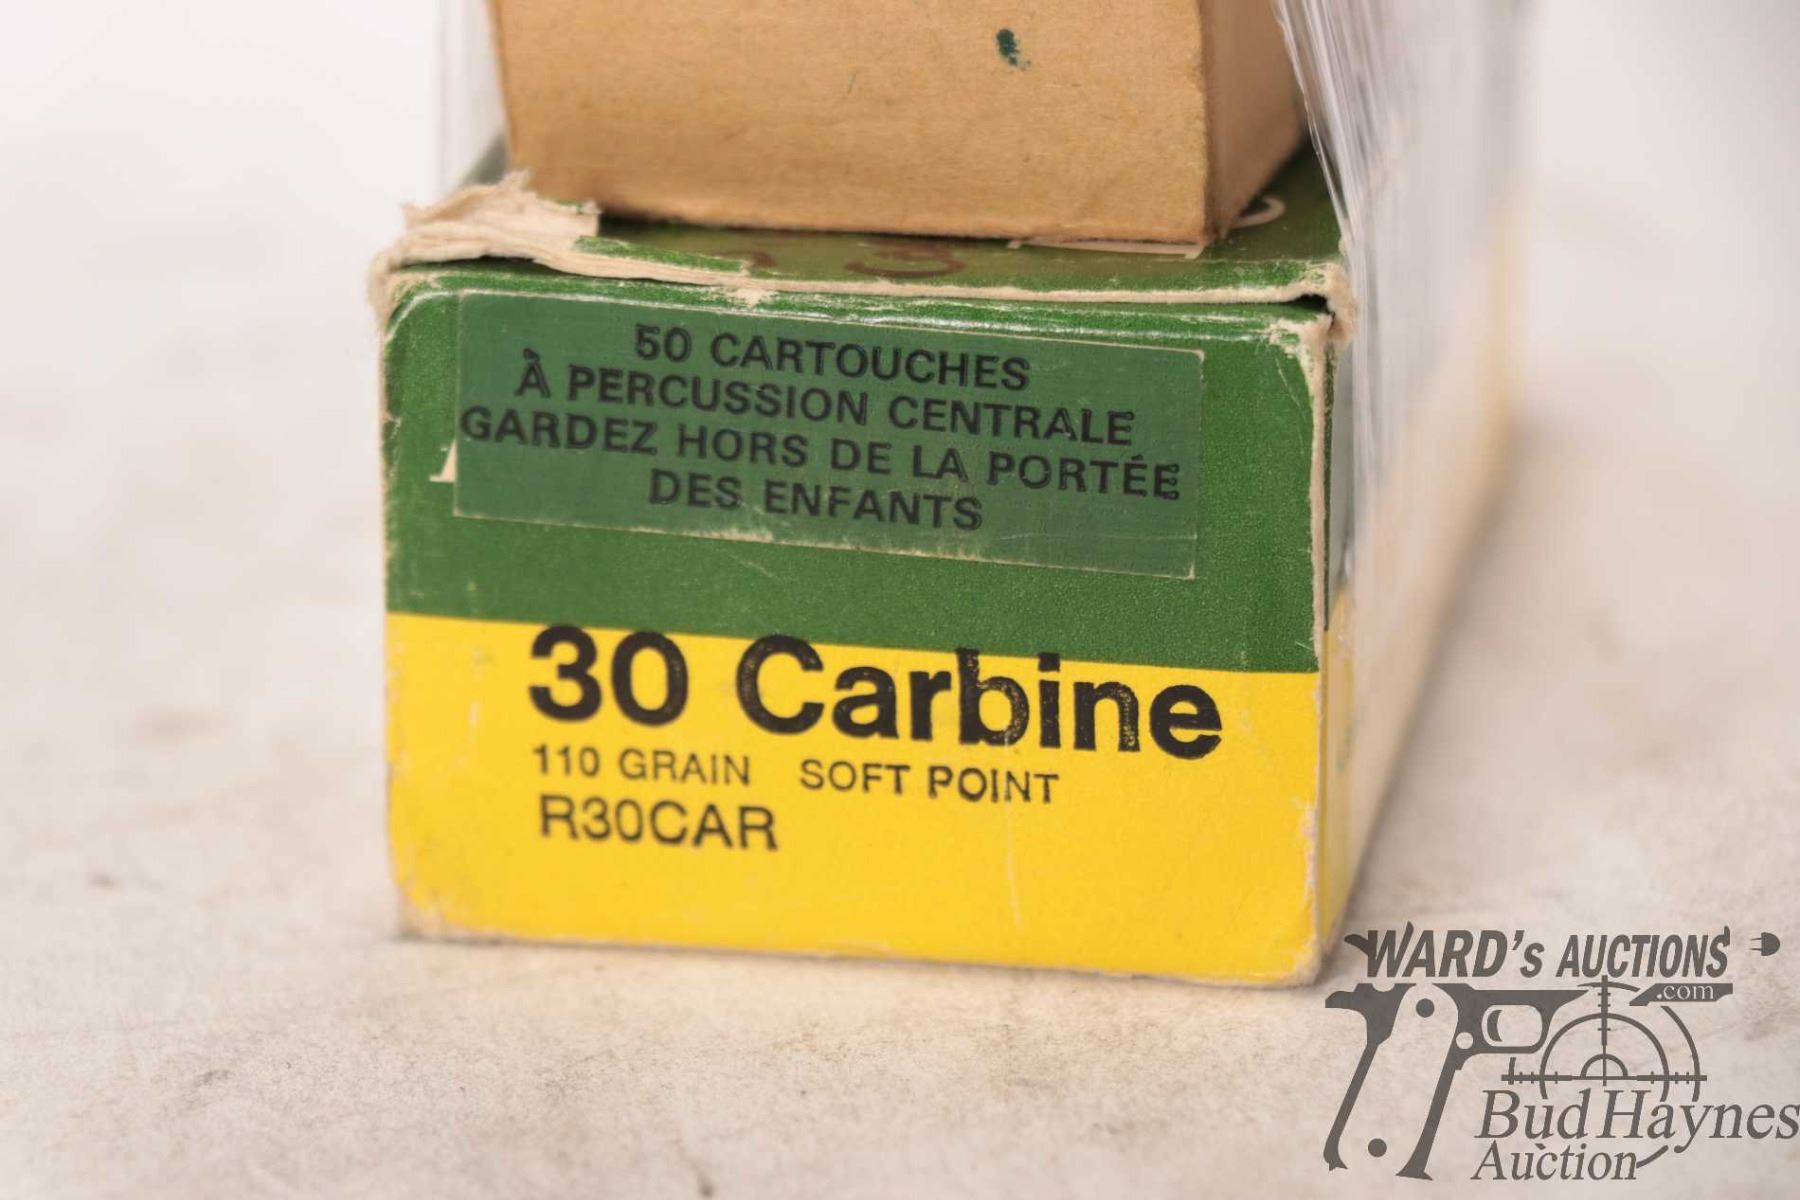 50 CARTOUCHES
À PERCUSSION CENTRALE
GARDEZ HORS DE LA PORTÉE
DES ENFANTS
30 Carbine
110 GRAIN SOFT POINT
R30CAR
WARD's AUCTIONS
.com
Bud Haynes
Auction